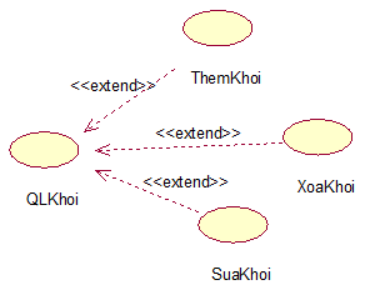 <<extend>>
ThemKhoi
<<extend>>
QLKhoi
<<extend>>
XoaKhoi
SuaKhoi